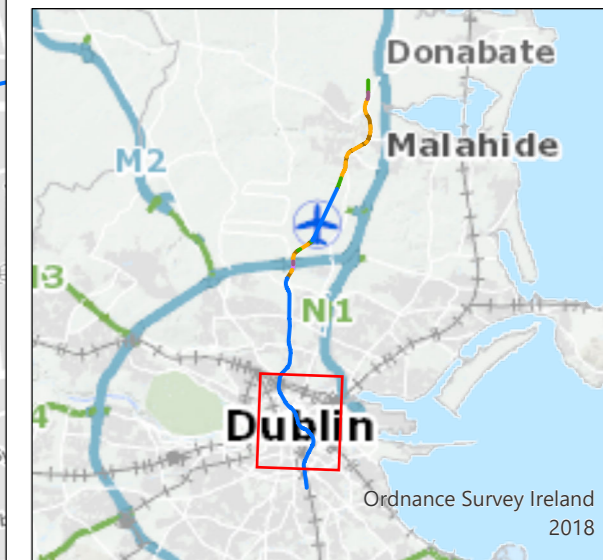 Donabate
Malahide
M2
N1
Dublin
Ordnance Survey Ireland
2018